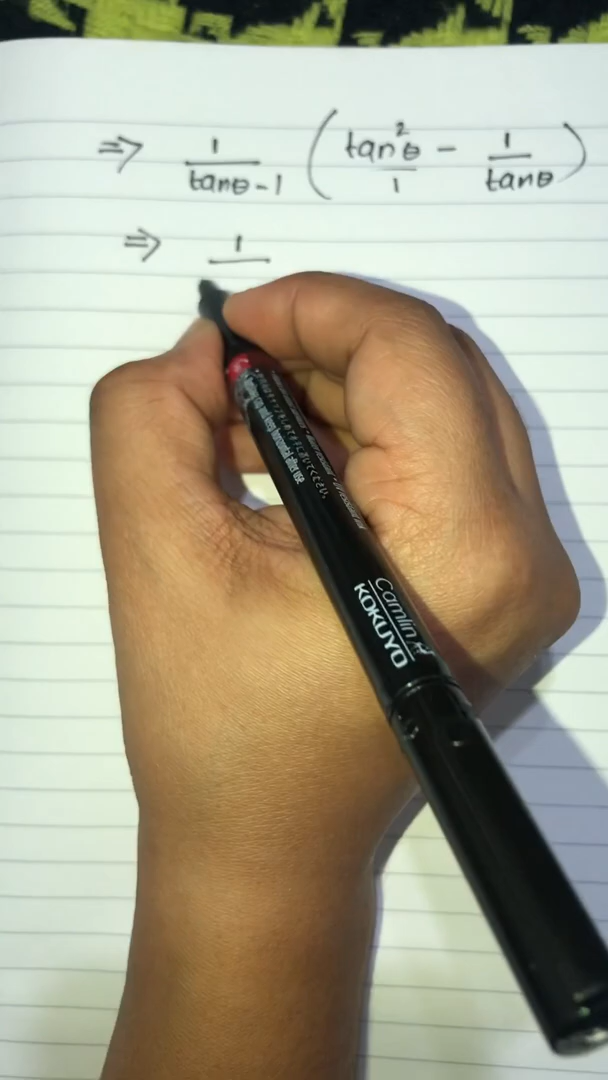 ⇒ 1/(tanθ-1) (tan²θ/1 - 1/tanθ)
⇒ 1
Camlin
KOKUYO